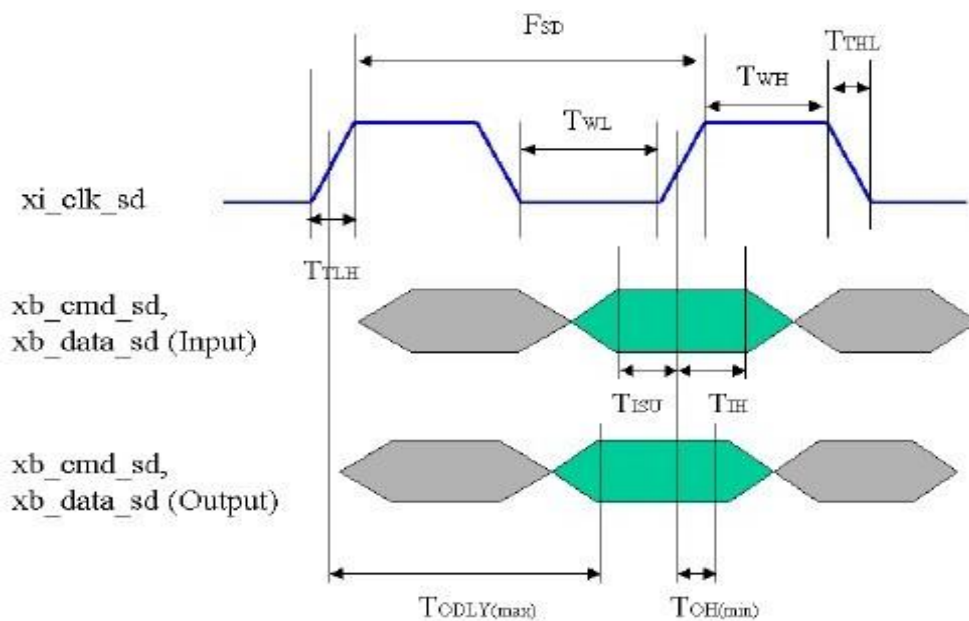 FSD
TTHL
TWH
TWL
xi_clk_sd
TTLH
xb_cmd_sd,
xb_data_sd (Input)
TISU
TIH
xb_cmd_sd,
xb_data_sd (Output)
TODLY(max)
TOH(min)